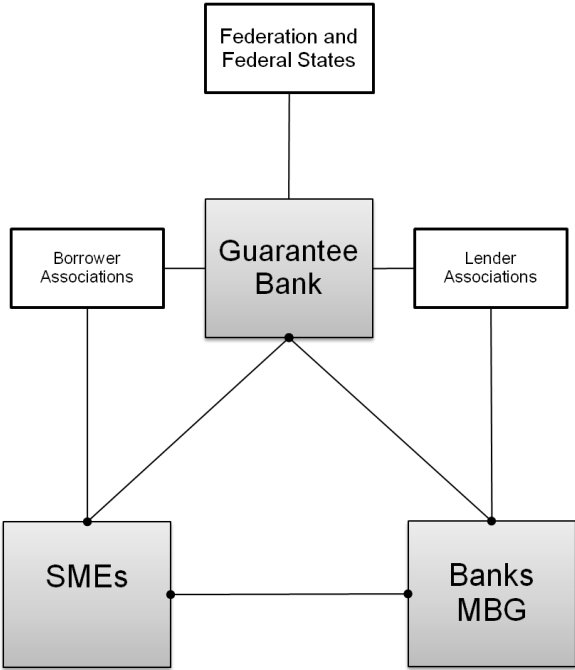 Federation and
Federal States
Guarantee
Bank
Borrower
Associations
Lender
Associations
SMEs
Banks
MBG